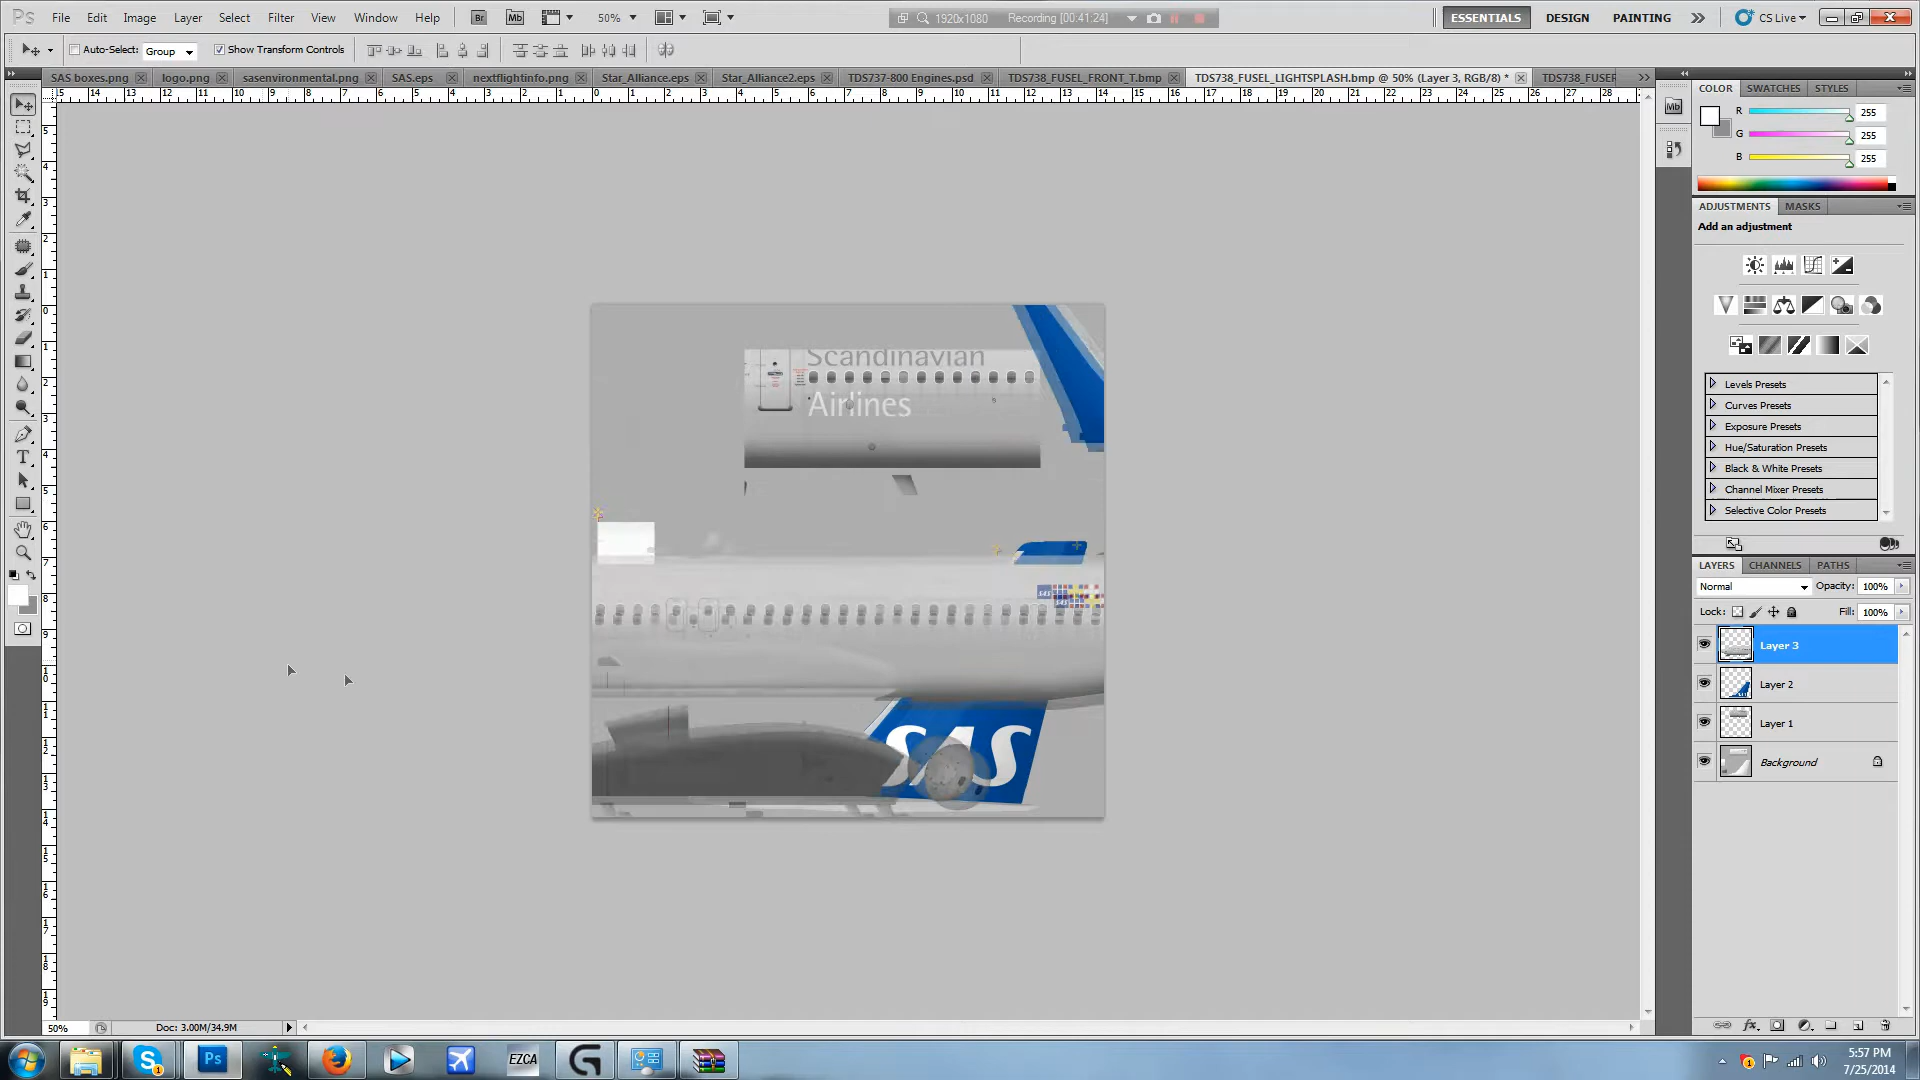 Ps File Edit Image Layer Select Filter View Window Help Br Mb 50% 1920x1080 Recording [00:41:24] ESSENTIALS DESIGN PAINTING CS Live
Auto-Select: Group Show Transform Controls
SAS boxes.png logo.png sasenvironmental.png SAS.eps nextflightinfo.png Star_Alliance.eps Star_Alliance2.eps TDS737-800 Engines.psd TDS738_FUSEL_FRONT_T.bmp TDS738_FUSEL_LIGHTSPLASH.bmp @ 50% (Layer 3, RGB/8) * TDS738_FUSEF
COLOR SWATCHES STYLES
R 255
G 255
B 255
ADJUSTMENTS MASKS
Add an adjustment
Levels Presets
Curves Presets
Exposure Presets
Hue/Saturation Presets
Black & White Presets
Channel Mixer Presets
Selective Color Presets
LAYERS CHANNELS PATHS
Normal Opacity: 100%
Lock: Fill: 100%
Layer 3
Layer 2
Layer 1
Background
Scandinavian
Airlines
SAS
SAS
SAS
50% Doc: 3.00M/34.9M
Ps EZCA
5:57 PM
7/25/2014